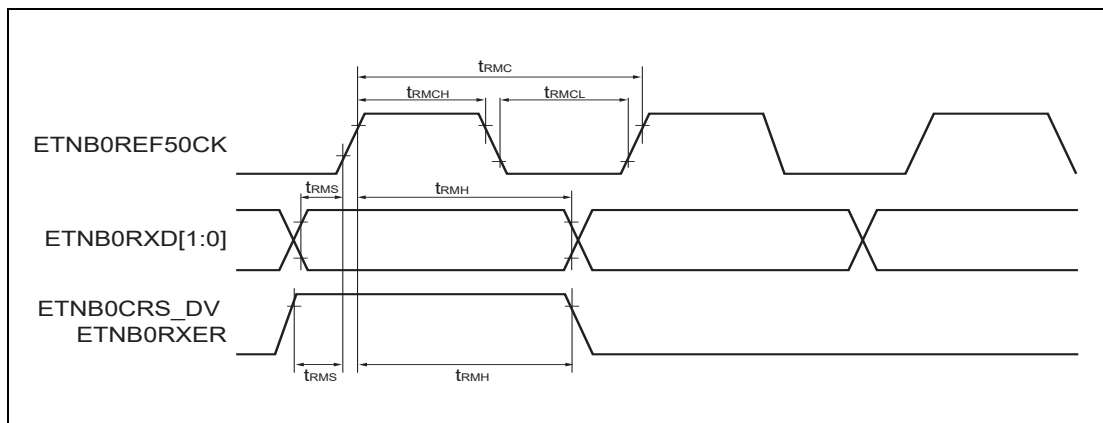 tRMC
tRMCH
tRMCL
ETNB0REF50CK
tRMS
tRMH
ETNB0RXD[1:0]
ETNB0CRS_DV
ETNB0RXER
tRMS
tRMH